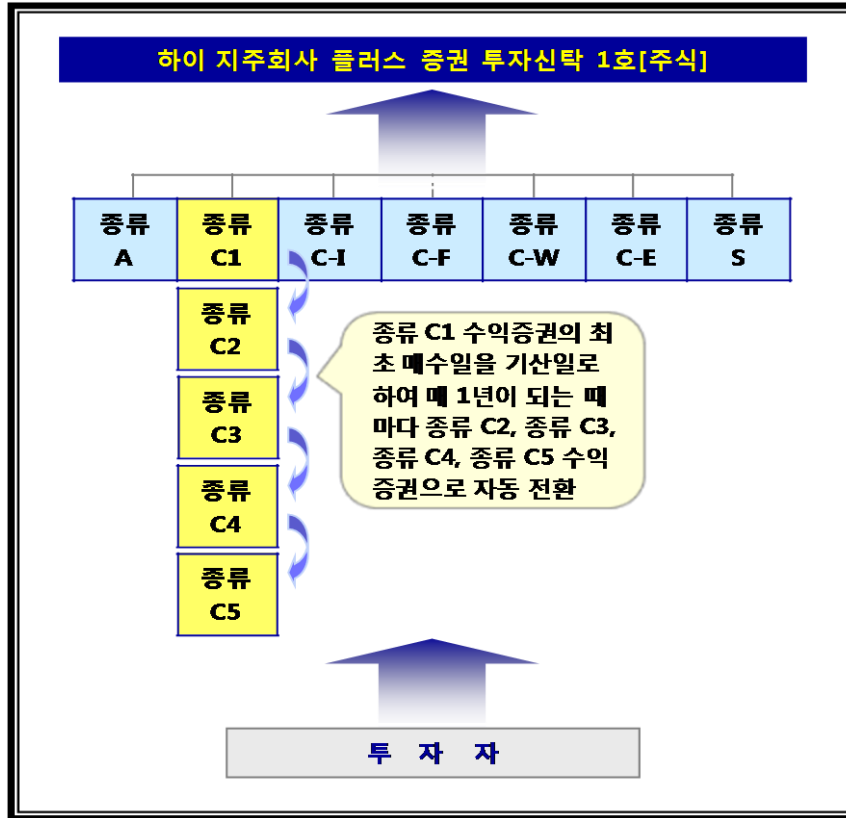 하이 지주회사 플러스 증권 투자신탁 1호[주식]
종류 A
종류 C1
종류 C-I
종류 C-F
종류 C-W
종류 C-E
종류 S
종류 C2
종류 C3
종류 C4
종류 C5
종류 C1 수익증권의 최
초 매수일을 기산일로
하여 매 1년이 되는 때
마다 종류 C2, 종류 C3,
종류 C4, 종류 C5 수익
증권으로 자동 전환
투 자 자